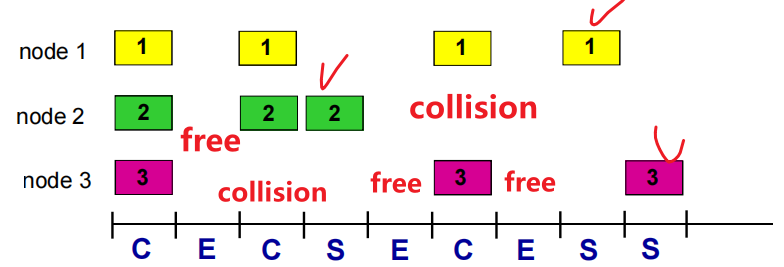 node 1 1 1 1 1
node 2 2 2 2 collision
free
node 3 3 collision free 3 free 3
C E C S E C E S S